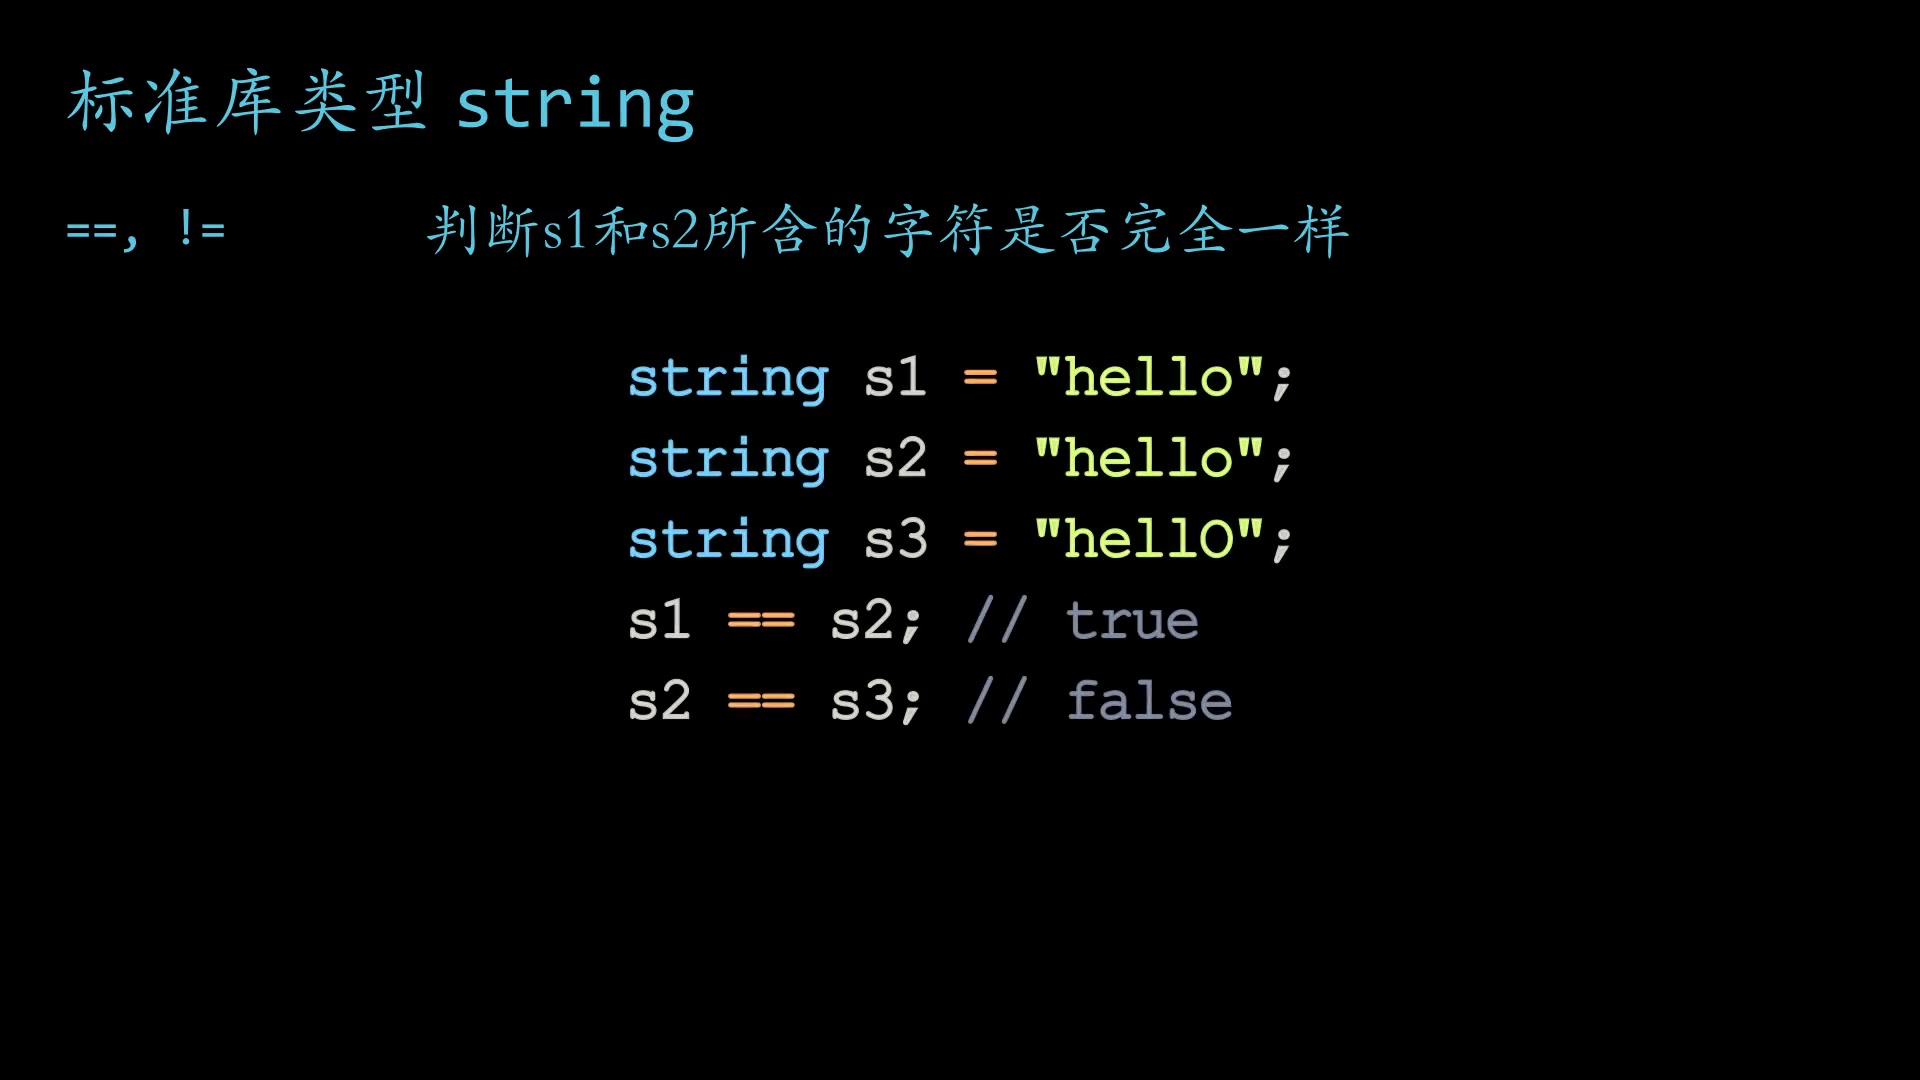 标准库类型 string
==, != 判断s1和s2所含的字符是否完全一样
string s1 = "hello";
string s2 = "hello";
string s3 = "hellO";
s1 == s2; // true
s2 == s3; // false